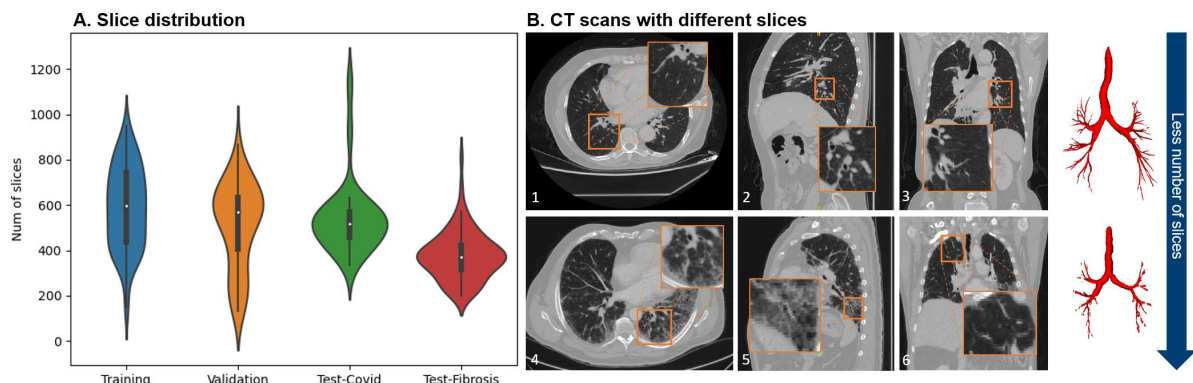 A. Slice distribution
B. CT scans with different slices
Num of slices
1200
1000
800
600
400
200
0
Training
Validation
Test-Covid
Test-Fibrosis
1
2
3
4
5
6
Less number of slices